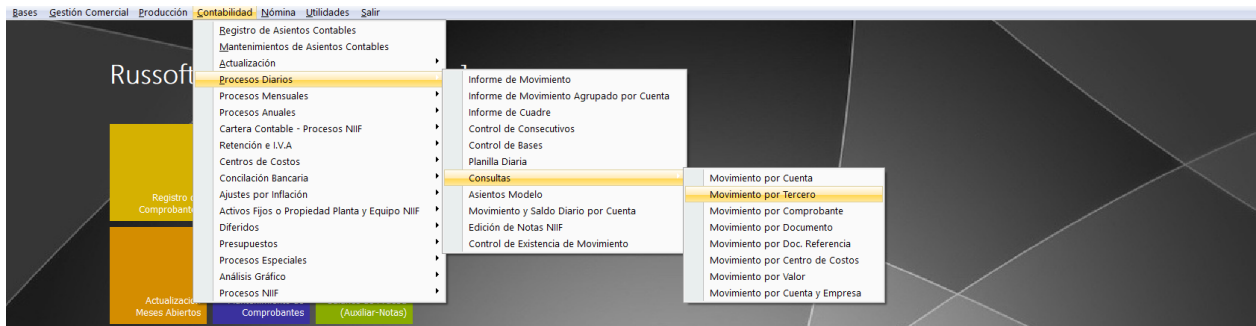 Bases Gestión Comercial Producción Contabilidad Nómina Utilidades Salir
Russoft
Registro de Asientos Contables
Mantenimientos de Asientos Contables
Actualización
Procesos Diarios
Procesos Mensuales
Procesos Anuales
Cartera Contable - Procesos NIIF
Retención e I.V.A
Centros de Costos
Concilación Bancaria
Ajustes por Inflación
Activos Fijos o Propiedad Planta y Equipo NIIF
Diferidos
Presupuestos
Procesos Especiales
Análisis Gráfico
Procesos NIIF
Informe de Movimiento
Informe de Movimiento Agrupado por Cuenta
Informe de Cuadre
Control de Consecutivos
Control de Bases
Planilla Diaria
Consultas
Asientos Modelo
Movimiento y Saldo Diario por Cuenta
Edición de Notas NIIF
Control de Existencia de Movimiento
Movimiento por Cuenta
Movimiento por Tercero
Movimiento por Comprobante
Movimiento por Documento
Movimiento por Doc. Referencia
Movimiento por Centro de Costos
Movimiento por Valor
Movimiento por Cuenta y Empresa
Registro
Meses Abiertos
Comprobantes
(Auxiliar-Notas)